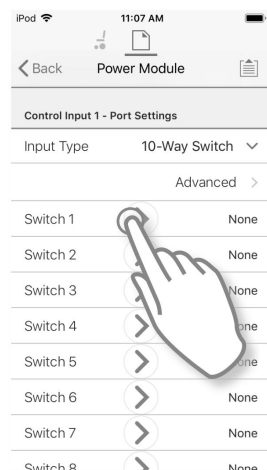 iPod 11:07 AM
Back Power Module
Control Input 1 - Port Settings
Input Type 10-Way Switch
Advanced
Switch 1 None
Switch 2 None
Switch 3 None
Switch 4
Switch 5
Switch 6 None
Switch 7 None
Switch 8 None